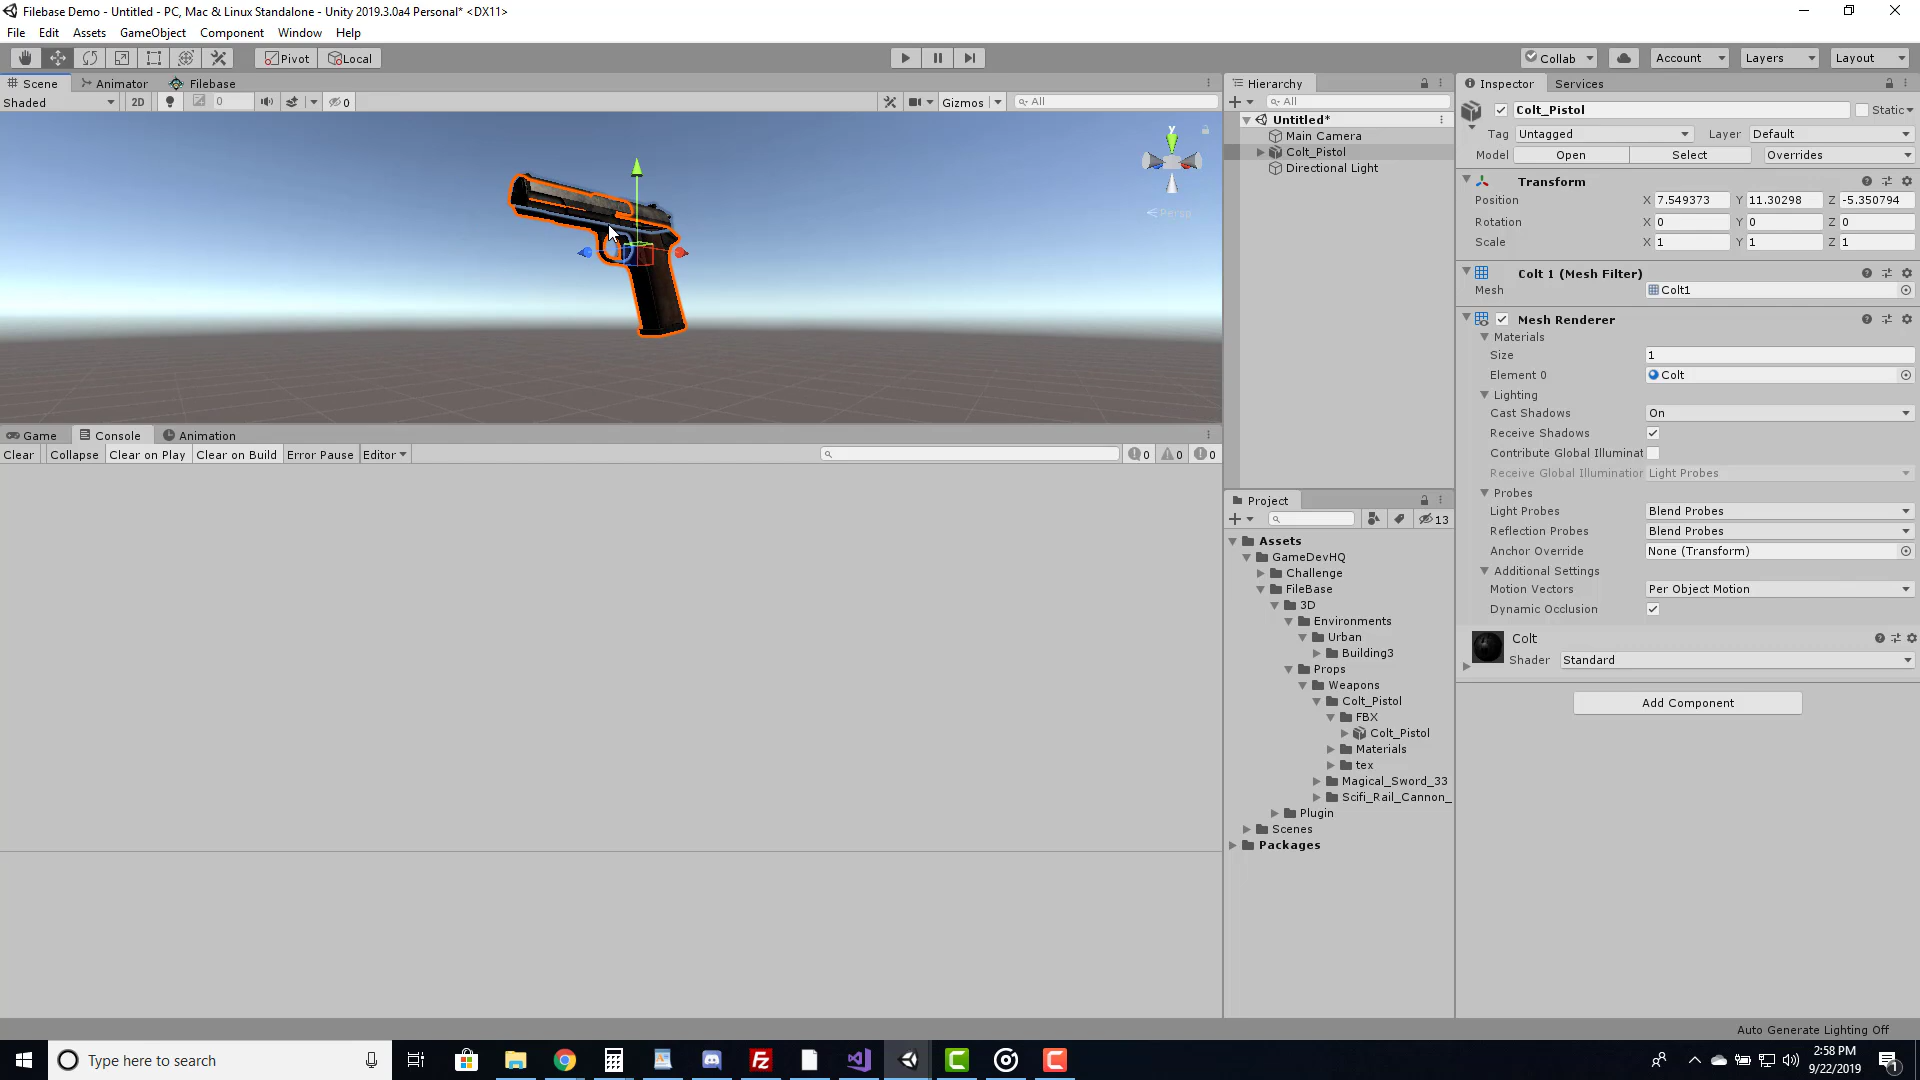 Filebase Demo - Untitled - PC, Mac & Linux Standalone - Unity 2019.3.0a4 Personal* <DX11>
File Edit Assets GameObject Component Window Help
Pivot Local Collab Account Layers Layout
Scene Animator Filebase
Shaded 2D 0 0 Gizmos All
y
Persp
Game Console Animation
Clear Collapse Clear on Play Clear on Build Error Pause Editor 0 0 0
Hierarchy
All
Untitled*
Main Camera
Colt_Pistol
Directional Light
Project
13
Assets
GameDevHQ
Challenge
FileBase
3D
Environments
Urban
Building3
Props
Weapons
Colt_Pistol
FBX
Colt_Pistol
Materials
tex
Magical_Sword_33
Scifi_Rail_Cannon_
Plugin
Scenes
Packages
Inspector Services
Colt_Pistol Static
Tag Untagged Layer Default
Model Open Select Overrides
Transform
Position X 7.549373 Y 11.30298 Z -5.350794
Rotation X 0 Y 0 Z 0
Scale X 1 Y 1 Z 1
Colt 1 (Mesh Filter)
Mesh Colt1
Mesh Renderer
Materials
Size 1
Element 0 Colt
Lighting
Cast Shadows On
Receive Shadows
Contribute Global Illuminat
Receive Global Illumination Light Probes
Probes
Light Probes Blend Probes
Reflection Probes Blend Probes
Anchor Override None (Transform)
Additional Settings
Motion Vectors Per Object Motion
Dynamic Occlusion
Colt
Shader Standard
Add Component
Auto Generate Lighting Off
Type here to search
2:58 PM
9/22/2019
1